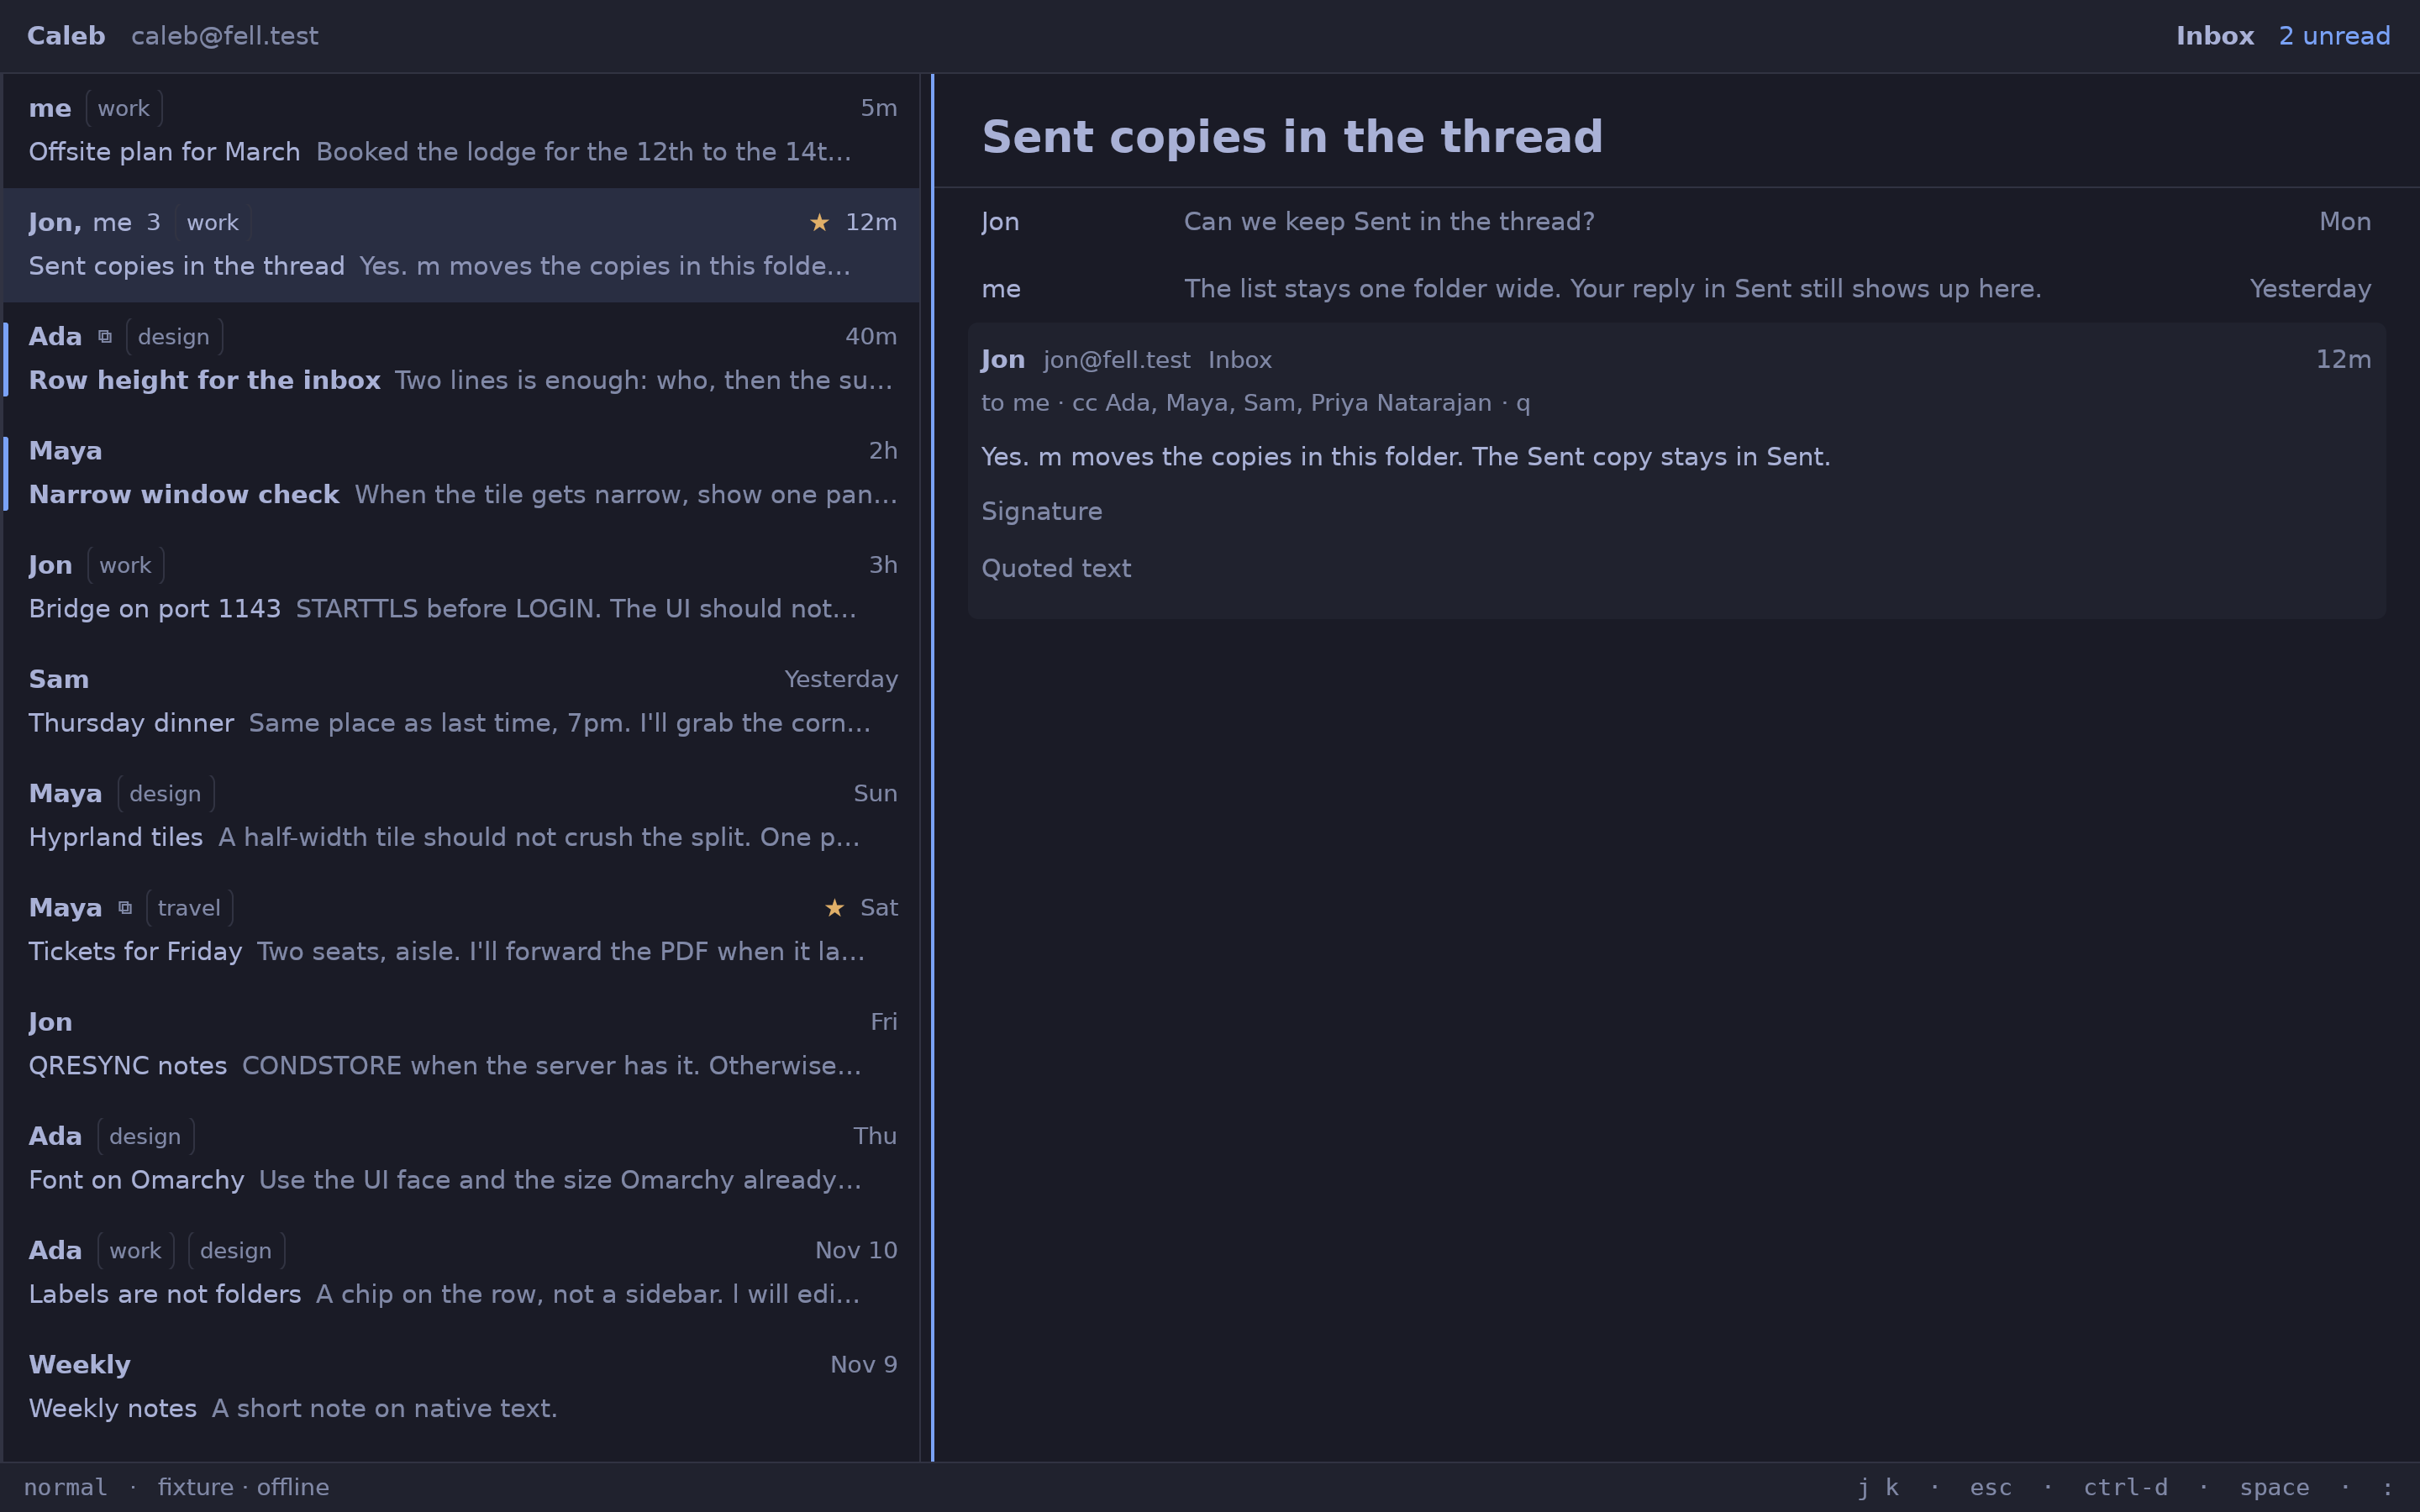 Caleb caleb@fell.test
Inbox 2 unread
me work 5m
Offsite plan for March Booked the lodge for the 12th to the 14t…
Jon, me 3 work ★ 12m
Sent copies in the thread Yes. m moves the copies in this folde…
Ada ⧉ design 40m
Row height for the inbox Two lines is enough: who, then the su…
Maya 2h
Narrow window check When the tile gets narrow, show one pan…
Jon work 3h
Bridge on port 1143 STARTTLS before LOGIN. The UI should not…
Sam Yesterday
Thursday dinner Same place as last time, 7pm. I'll grab the corn…
Maya design Sun
Hyprland tiles A half-width tile should not crush the split. One p…
Maya ⧉ travel ★ Sat
Tickets for Friday Two seats, aisle. I'll forward the PDF when it la…
Jon Fri
QRESYNC notes CONDSTORE when the server has it. Otherwise…
Ada design Thu
Font on Omarchy Use the UI face and the size Omarchy already…
Ada work design Nov 10
Labels are not folders A chip on the row, not a sidebar. l will edi…
Weekly Nov 9
Weekly notes A short note on native text.
Sent copies in the thread
Jon Can we keep Sent in the thread? Mon
me The list stays one folder wide. Your reply in Sent still shows up here. Yesterday
Jon jon@fell.test Inbox 12m
to me · cc Ada, Maya, Sam, Priya Natarajan · q
Yes. m moves the copies in this folder. The Sent copy stays in Sent.
Signature
Quoted text
normal · fixture · offline
j k · esc · ctrl-d · space · :